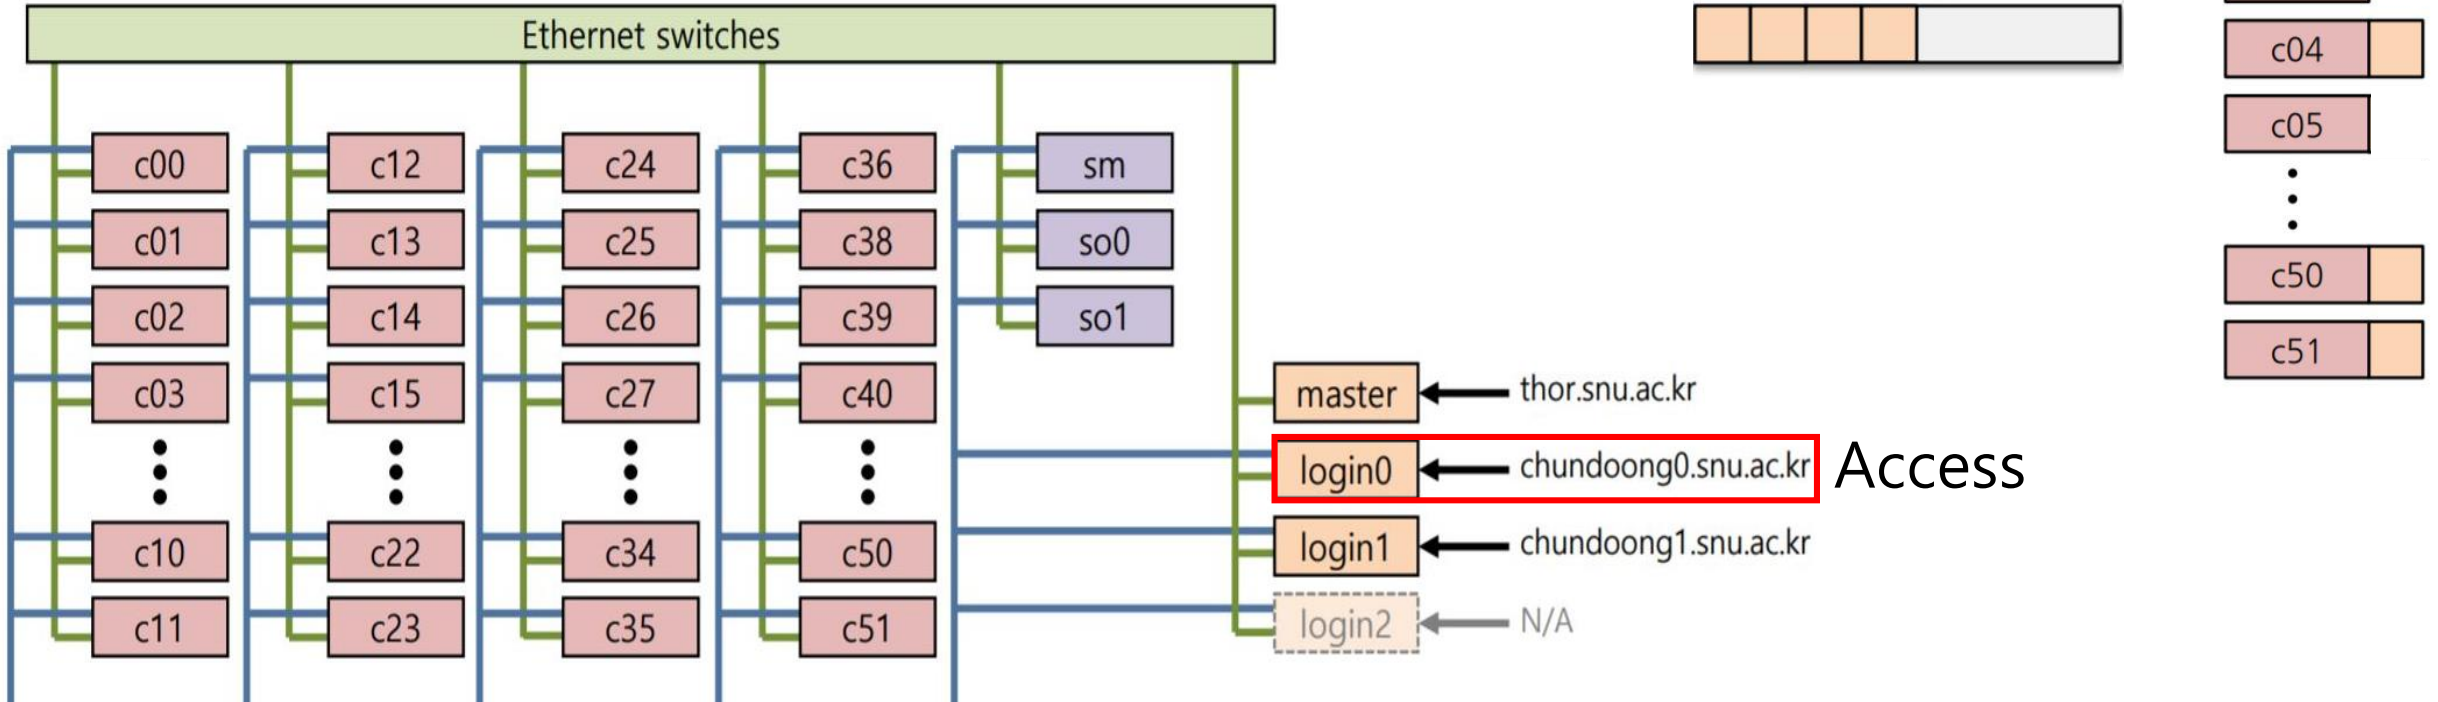 Ethernet switches
c00
c01
c02
c03
c10
c11
c12
c13
c14
c15
c22
c23
c24
c25
c26
c27
c34
c35
c36
c38
c39
c40
c50
c51
sm
so0
so1
master
thor.snu.ac.kr
login0
chundoong0.snu.ac.kr
Access
login1
chundoong1.snu.ac.kr
login2
N/A
c04
c05
c50
c51